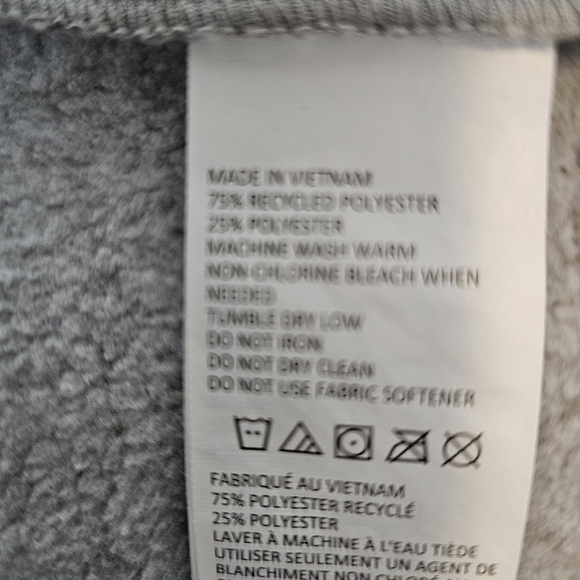 MADE IN VIETNAM
75% RECYCLED POLYESTER
25% POLYESTER
MACHINE WASH WARM
NON CHLORINE BLEACH WHEN
NEEDED
TUMBLE DRY LOW
DO NOT IRON
DO NOT DRY CLEAN
DO NOT USE FABRIC SOFTENER
FABRIQUÉ AU VIETNAM
75% POLYESTER RECYCLÉ
25% POLYESTER
LAVER À MACHINE À L'EAU TIÈDE
UTILISER SEULEMENT UN AGENT DE
BLANCHIMENT NON CHLORÉ